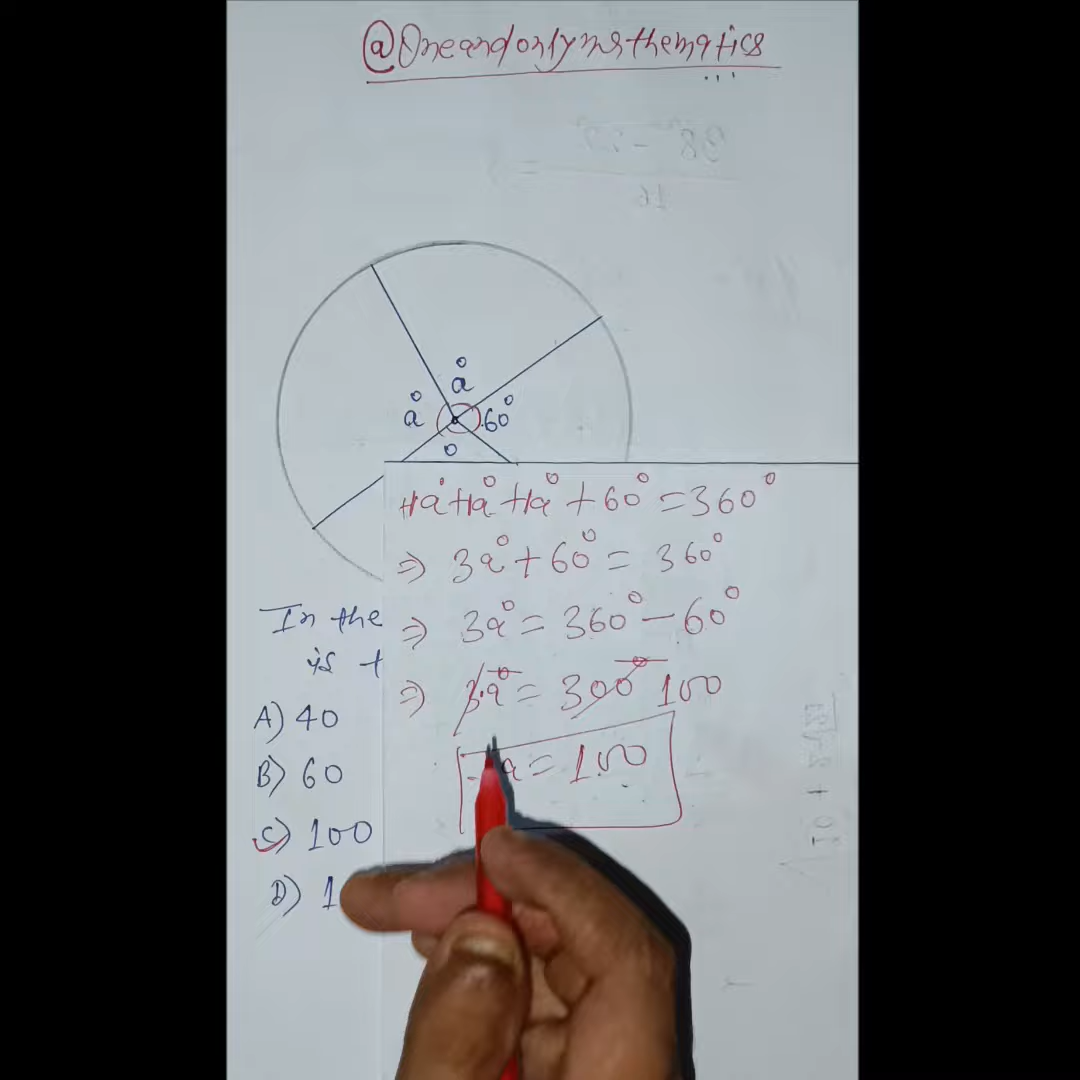 @Oneandonlymathematics
a°
a° 60°
o
a° + a° + a° + 60° = 360°
⇒ 3a° + 60° = 360°
⇒ 3a° = 360° - 60°
⇒ 3a° = 300° 100
a = 100
In the
is t
A) 40
B) 60
C) 100
D) 1